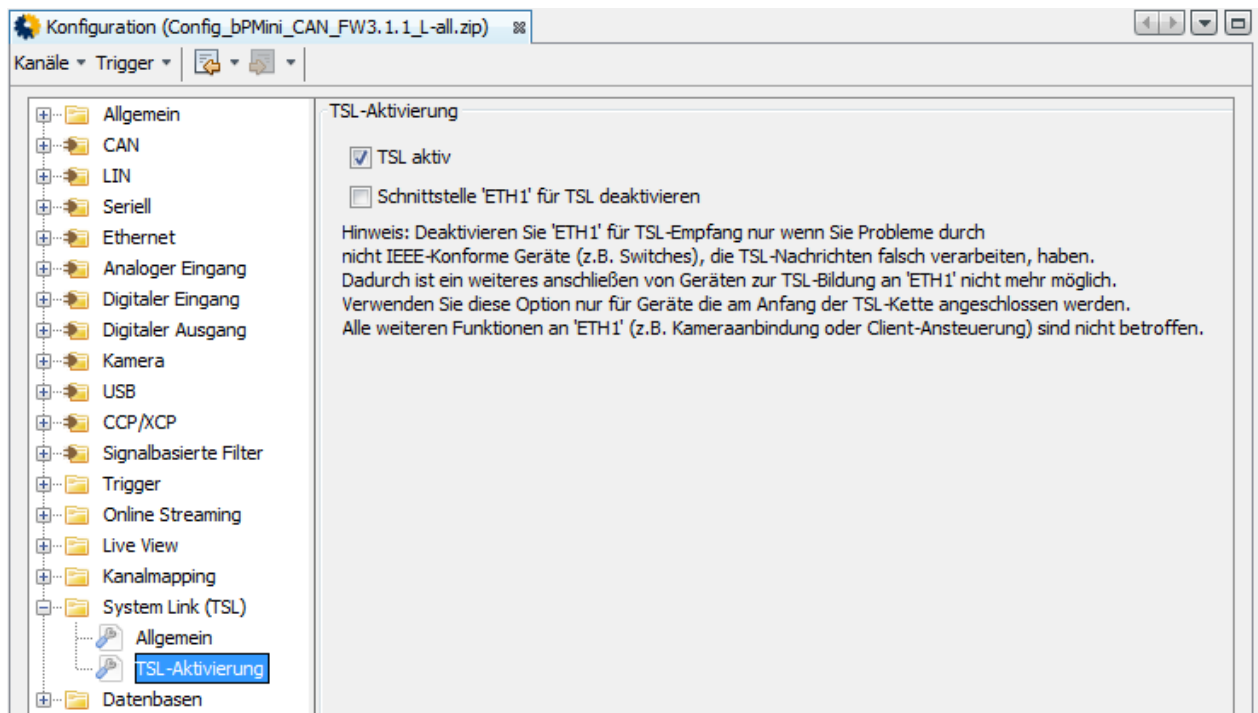 Konfiguration (Config_bPMini_CAN_FW3.1.1_L-all.zip)
Kanäle Trigger
Allgemein
CAN
LIN
Seriell
Ethernet
Analoger Eingang
Digitaler Eingang
Digitaler Ausgang
Kamera
USB
CCP/XCP
Signalbasierte Filter
Trigger
Online Streaming
Live View
Kanalmapping
System Link (TSL)
Allgemein
TSL-Aktivierung
Datenbasen
TSL-Aktivierung
TSL aktiv
Schnittstelle 'ETH1' für TSL deaktivieren
Hinweis: Deaktivieren Sie 'ETH1' für TSL-Empfang nur wenn Sie Probleme durch
nicht IEEE-Konforme Geräte (z.B. Switches), die TSL-Nachrichten falsch verarbeiten, haben.
Dadurch ist ein weiteres anschließen von Geräten zur TSL-Bildung an 'ETH1' nicht mehr möglich.
Verwenden Sie diese Option nur für Geräte die am Anfang der TSL-Kette angeschlossen werden.
Alle weiteren Funktionen an 'ETH1' (z.B. Kameraanbindung oder Client-Ansteuerung) sind nicht betroffen.